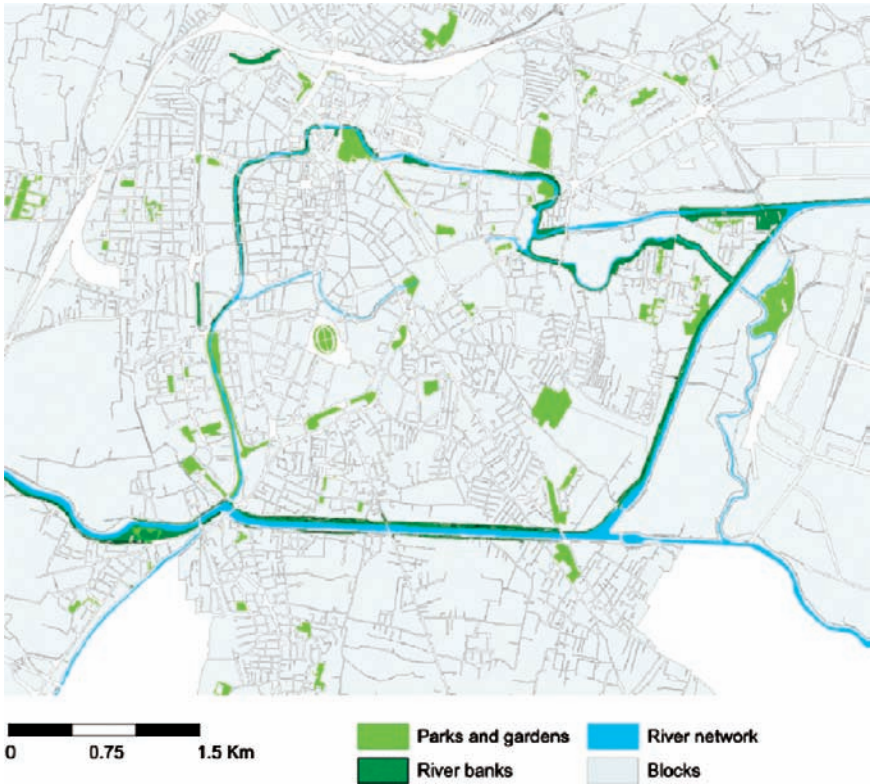 0 0.75 1.5 Km
Parks and gardens
River banks
River network
Blocks